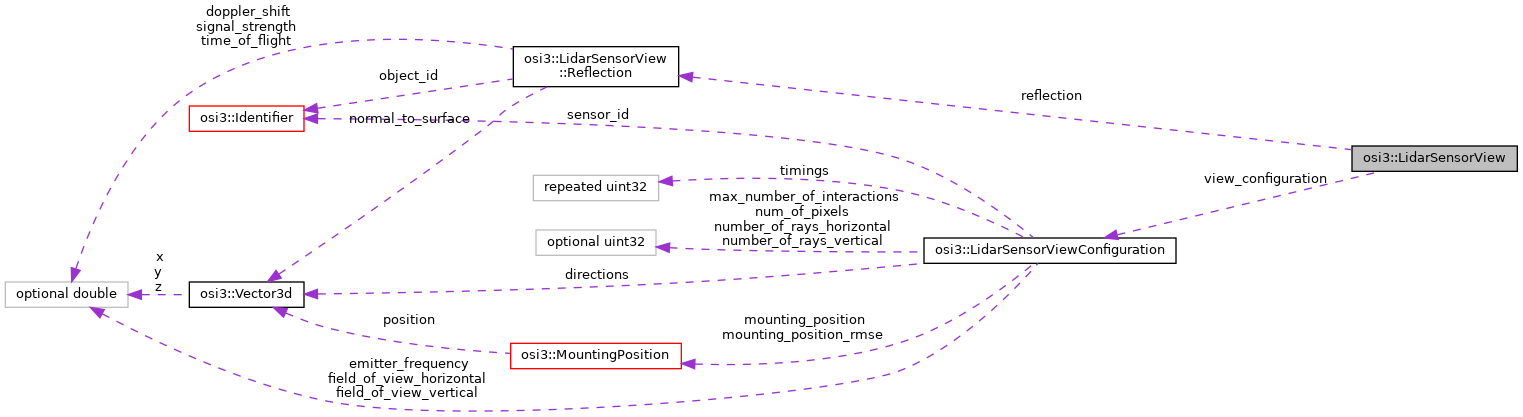 doppler_shift
signal_strength
time_of_flight
osi3::LidarSensorView
::Reflection
object_id
reflection
osi3::Identifier
normal_to_surface
sensor_id
osi3::LidarSensorView
timings
view_configuration
repeated uint32
max_number_of_interactions
num_of_pixels
number_of_rays_horizontal
number_of_rays_vertical
optional uint32
osi3::LidarSensorViewConfiguration
x
y
z
directions
optional double
osi3::Vector3d
position
mounting_position
mounting_position_rmse
osi3::MountingPosition
emitter_frequency
field_of_view_horizontal
field_of_view_vertical